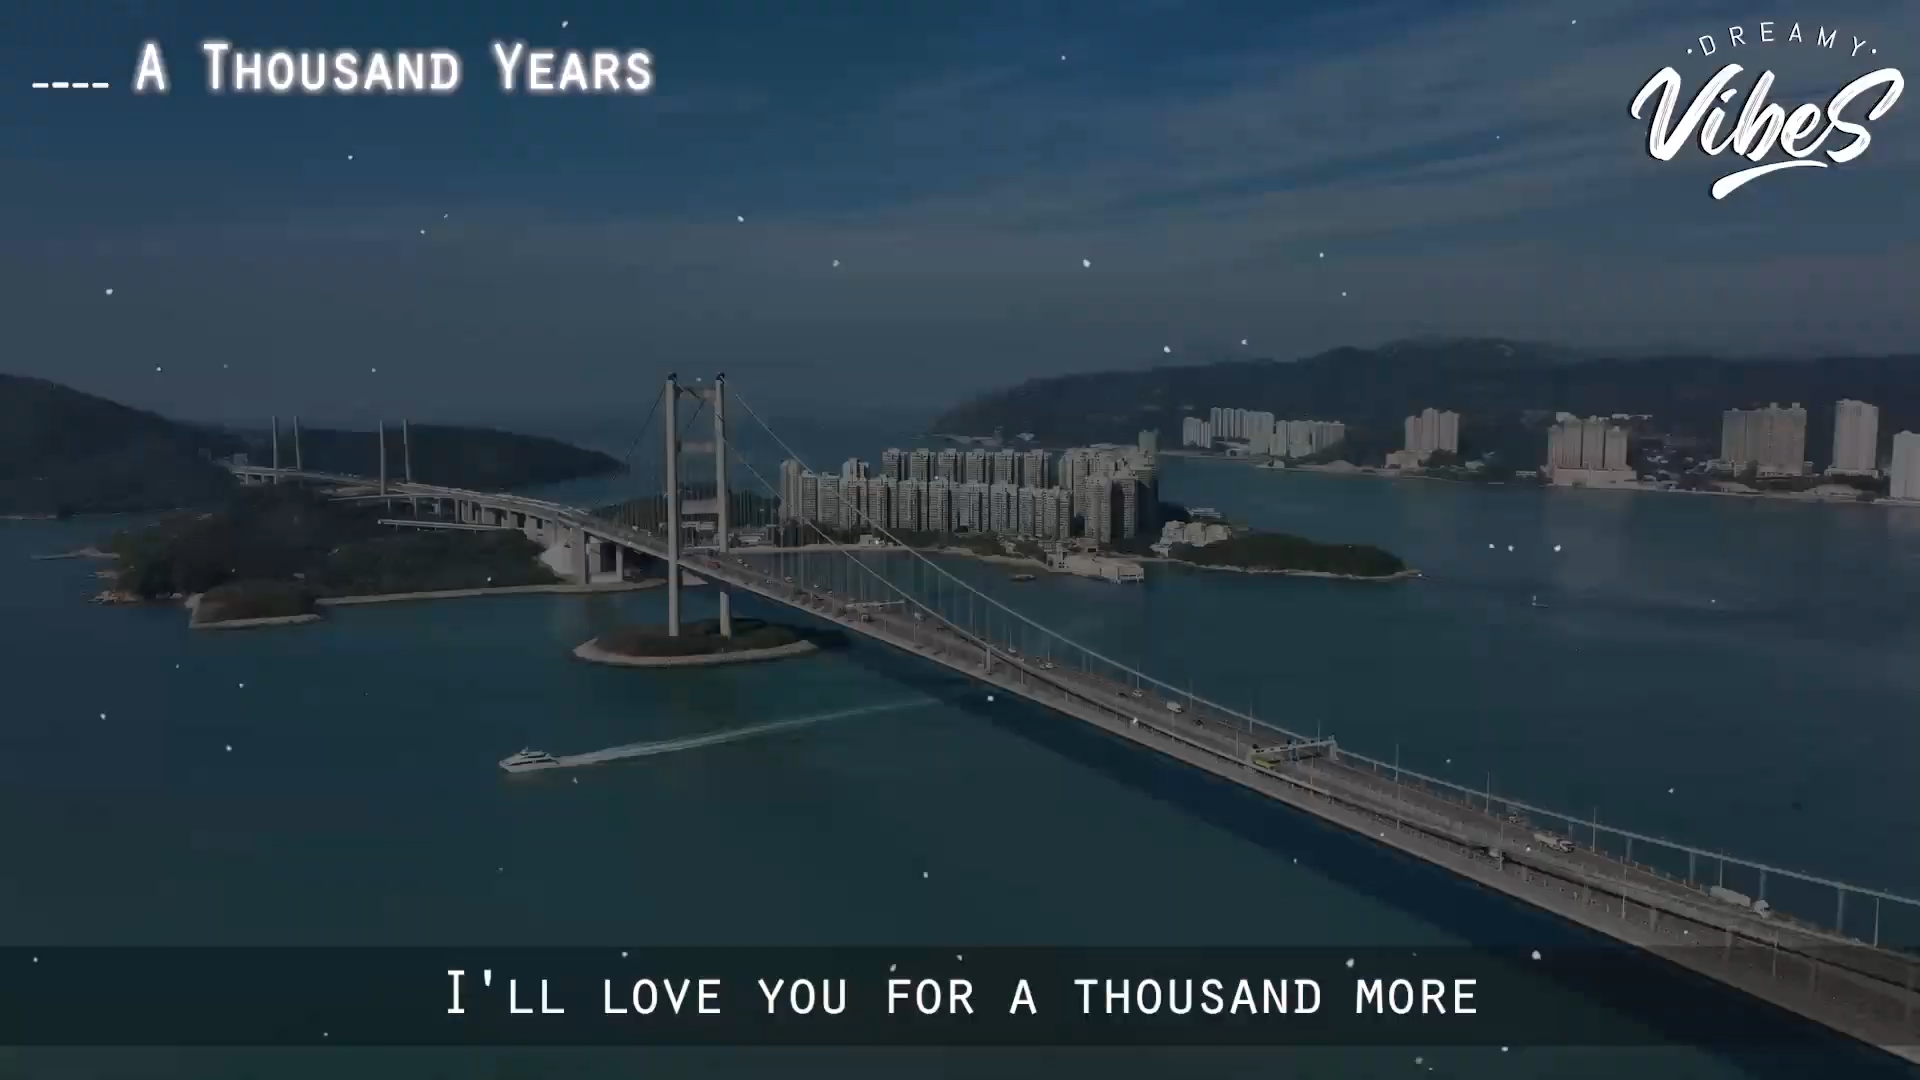 ---- A Thousand Years
·DREAMY·
Vibes
I'LL LOVE YOU FOR A THOUSAND MORE